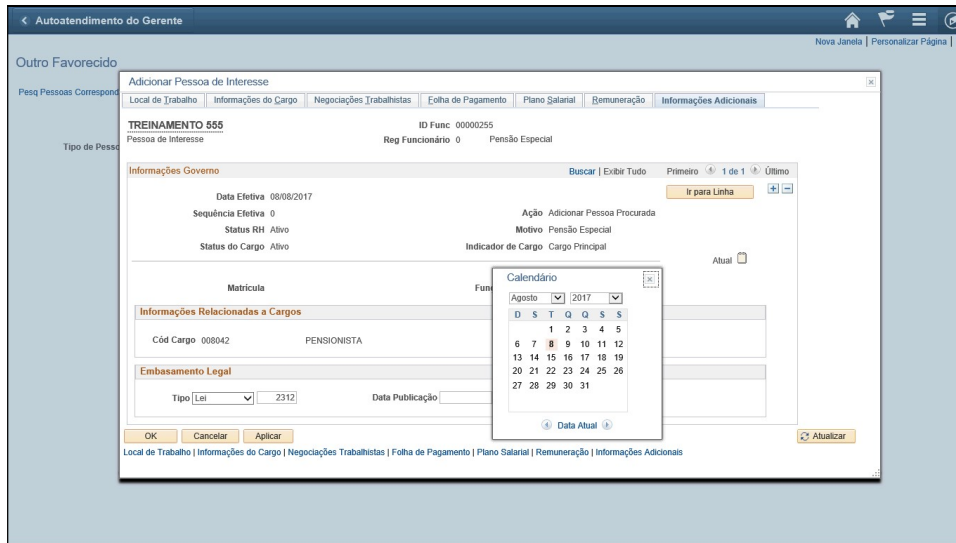 Autoatendimento do Gerente
Nova Janela | Personalizar Página |
Outro Favorecido
Pesq Pessoas Correspond
Tipo de Pesso
Adicionar Pessoa de Interesse
Local de Trabalho Informações do Cargo Negociações Trabalhistas Folha de Pagamento Plano Salarial Remuneração Informações Adicionais
TREINAMENTO 555 ID Func 00000255
Pessoa de Interesse Reg Funcionário 0 Pensão Especial
Informações Governo Buscar | Exibir Tudo Primeiro 1 de 1 Último
Ir para Linha
Data Efetiva 08/08/2017
Sequência Efetiva 0 Ação Adicionar Pessoa Procurada
Status RH Ativo Motivo Pensão Especial
Status do Cargo Ativo Indicador de Cargo Cargo Principal
Atual
Matrícula Func
Informações Relacionadas a Cargos
Cód Cargo 008042 PENSIONISTA
Embasamento Legal
Tipo Lei 2312 Data Publicação
Calendário
Agosto 2017
D S T Q Q S S
1 2 3 4 5
6 7 8 9 10 11 12
13 14 15 16 17 18 19
20 21 22 23 24 25 26
27 28 29 30 31
Data Atual
OK Cancelar Aplicar Atualizar
Local de Trabalho | Informações do Cargo | Negociações Trabalhistas | Folha de Pagamento | Plano Salarial | Remuneração | Informações Adicionais